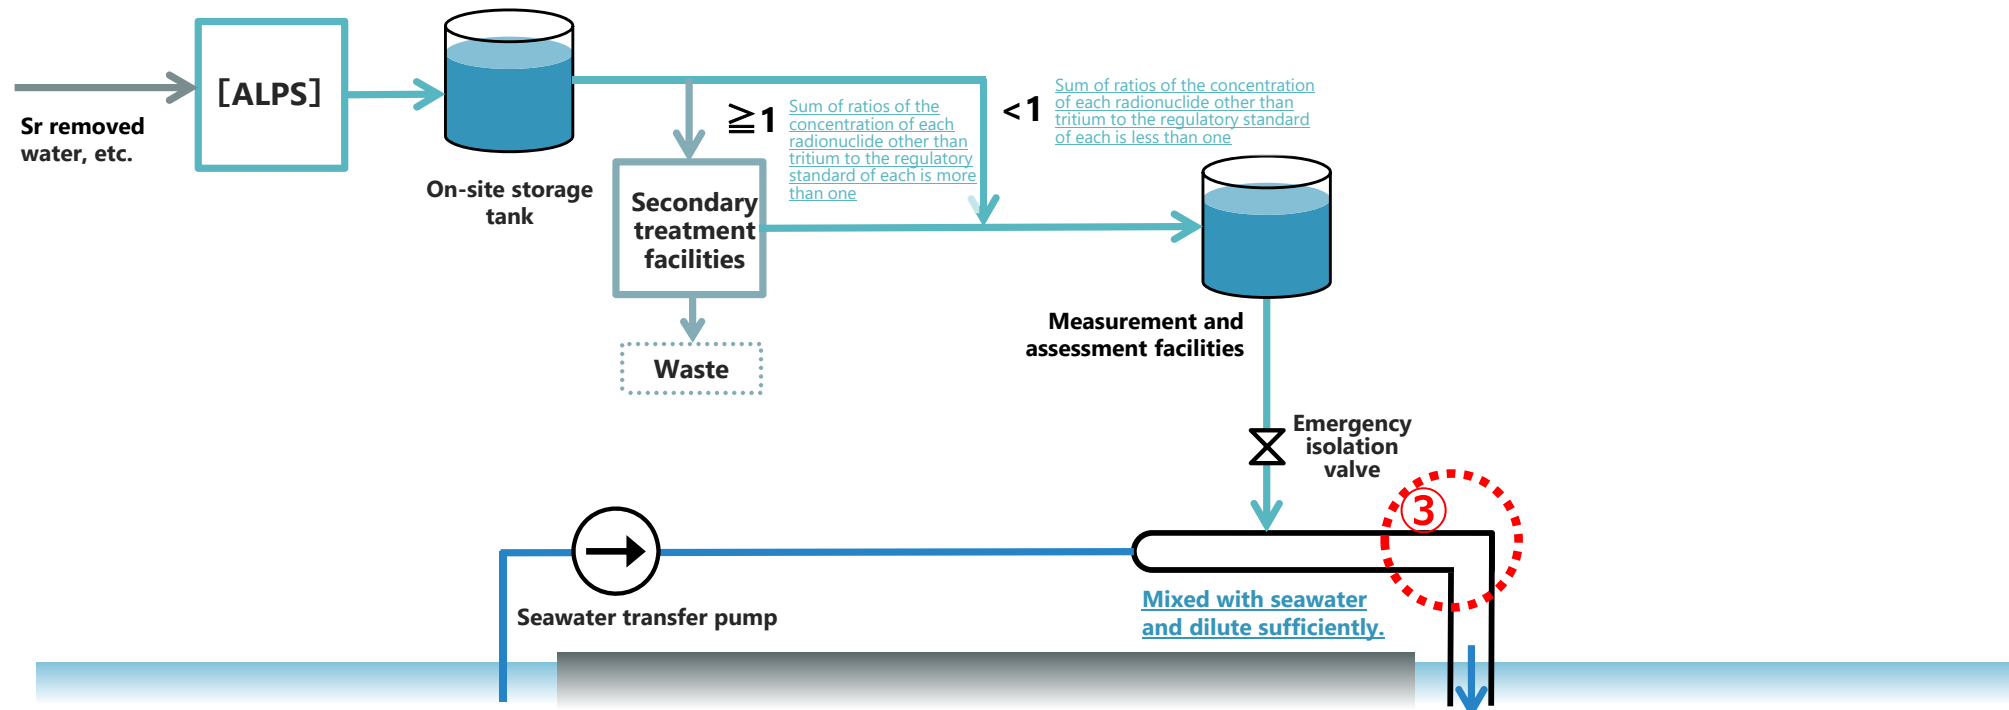 [ALPS]
Sr removed
water, etc.
On-site storage
tank
≧1
Sum of ratios of the
concentration of each
radionuclide other than
tritium to the regulatory
standard of each is more
than one
<1
Sum of ratios of the concentration
of each radionuclide other than
tritium to the regulatory standard
of each is less than one
Secondary
treatment
facilities
Waste
Measurement and
assessment facilities
Emergency
isolation
valve
③
Seawater transfer pump
Mixed with seawater
and dilute sufficiently.